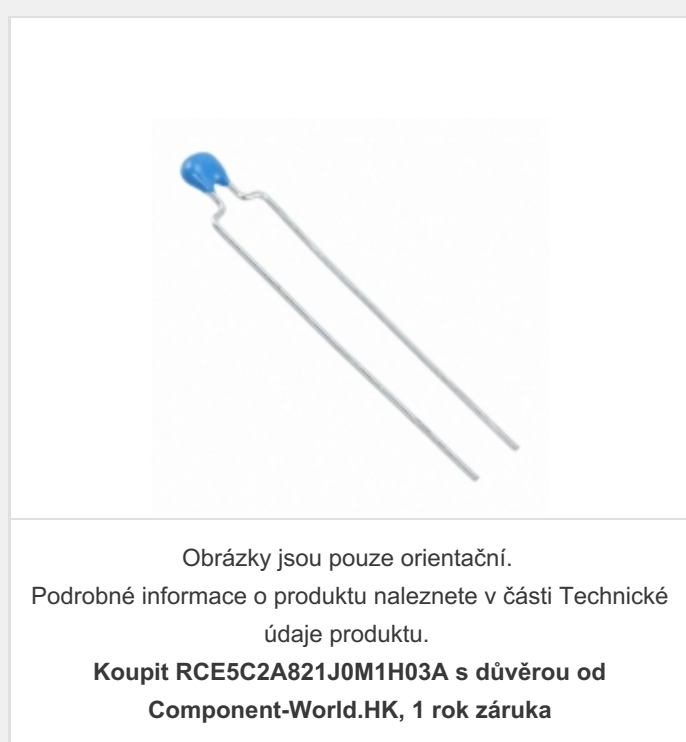 Obrázky jsou pouze orientační.
Podrobné informace o produktu naleznete v části Technické
údaje produktu.
Koupit RCE5C2A821J0M1H03A s důvěrou od
Component-World.HK, 1 rok záruka